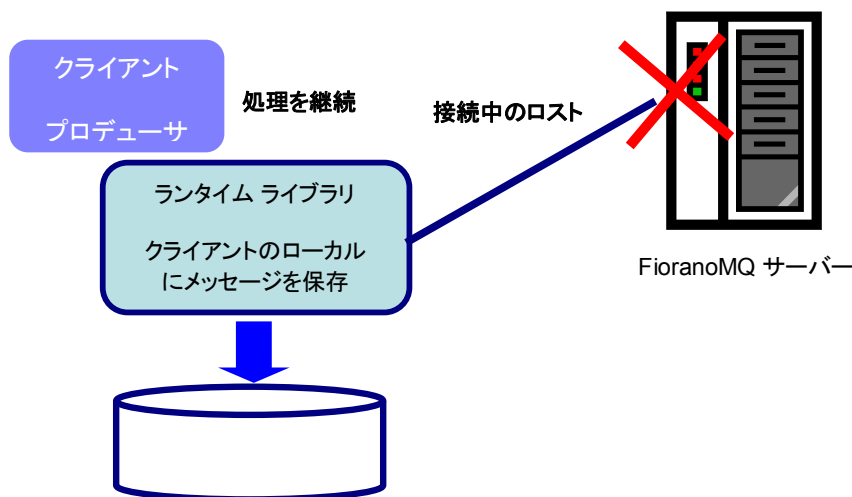 クライアント
プロデューサ
処理を継続
接続中のロスト
ランタイム ライブラリ
クライアントのローカル
にメッセージを保存
FioranoMQ サーバー